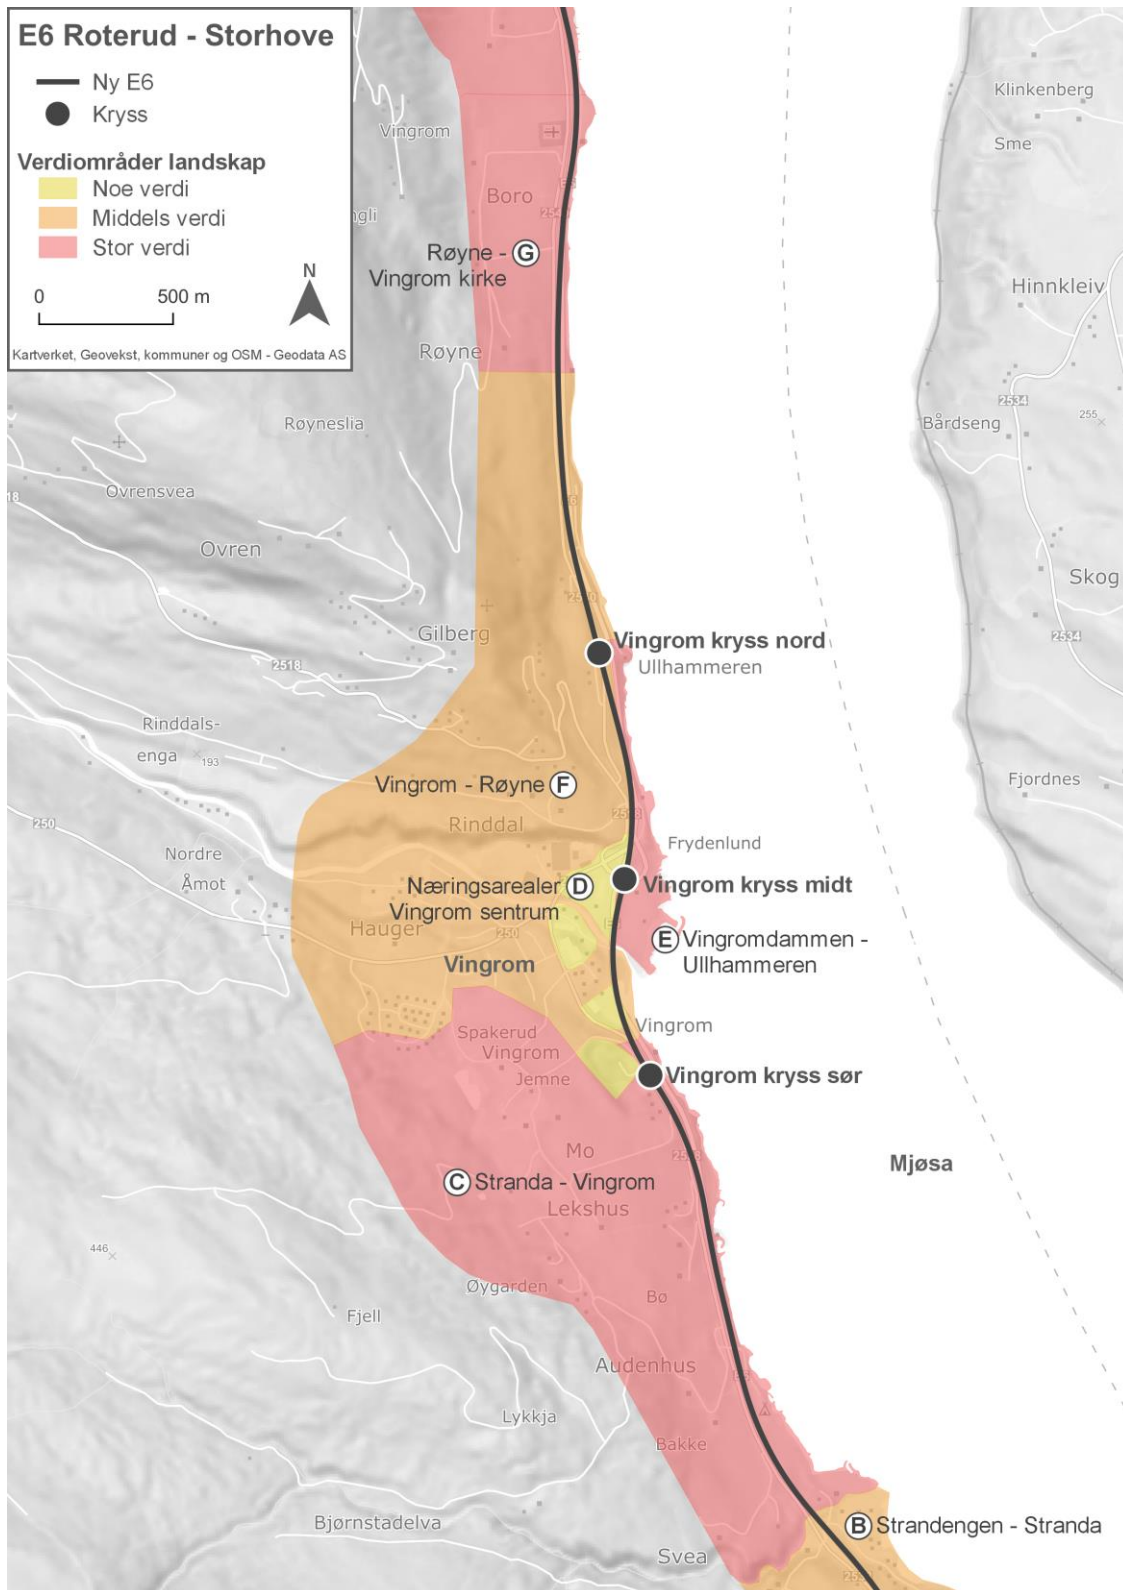 E6 Roterud - Storhove
Ny E6
Kryss
Verdiområder landskap
Noe verdi
Middels verdi
Stor verdi
N
0 500 m
Kartverket, Geovekst, kommuner og OSM - Geodata AS
Klinkenberg
Vingrom
Sme
Boro
Røyne -
Vingrom kirke
G
Hinnkleiv
Røyne
2534
255
Røyneslia
Bårdseng
Ovrensvea
18
Ovren
Skog
Gilberg
2534
Vingrom kryss nord
Ullhammeren
2518
Rinddals-
enga
193
Fjordnes
Vingrom - Røyne F
250
Rinddal
Frydenlund
Nordre
Åmot
Næringsarealer D
Vingrom sentrum
Vingrom kryss midt
Hauger
250
E Vingromdammen -
Ullhammeren
Vingrom
Vingrom
Spakerud
Vingrom
Jemne
Vingrom kryss sør
Mo
Mjøsa
C Stranda - Vingrom
Lekshus
446
Øygarden
Bø
Fjell
Audenhus
E6
Lykkja
Bakke
Bjørnstadelva
B Strandengen - Stranda
Svea